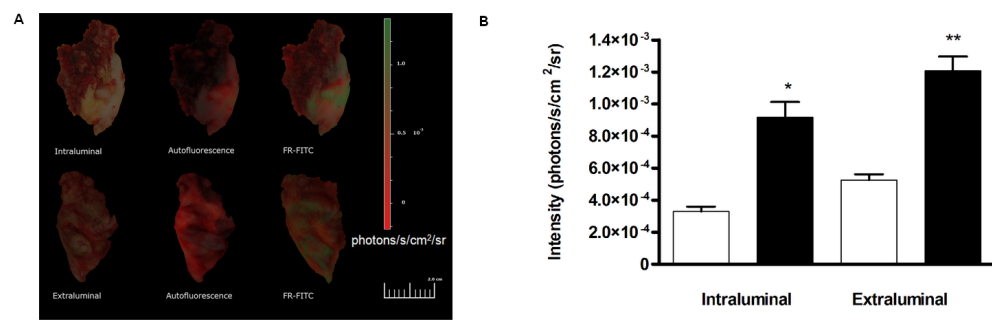 A
Intraluminal
Autofluorescence
FR-FITC
Extraluminal
Autofluorescence
FR-FITC
1.0
0.5 10⁻³
0
photons/s/cm²/sr
2.0 cm
B
Intensity (photons/s/cm²/sr)
1.4×10⁻³
1.2×10⁻³
1.0×10⁻³
8.0×10⁻⁴
6.0×10⁻⁴
4.0×10⁻⁴
2.0×10⁻⁴
0
*
**
Intraluminal
Extraluminal